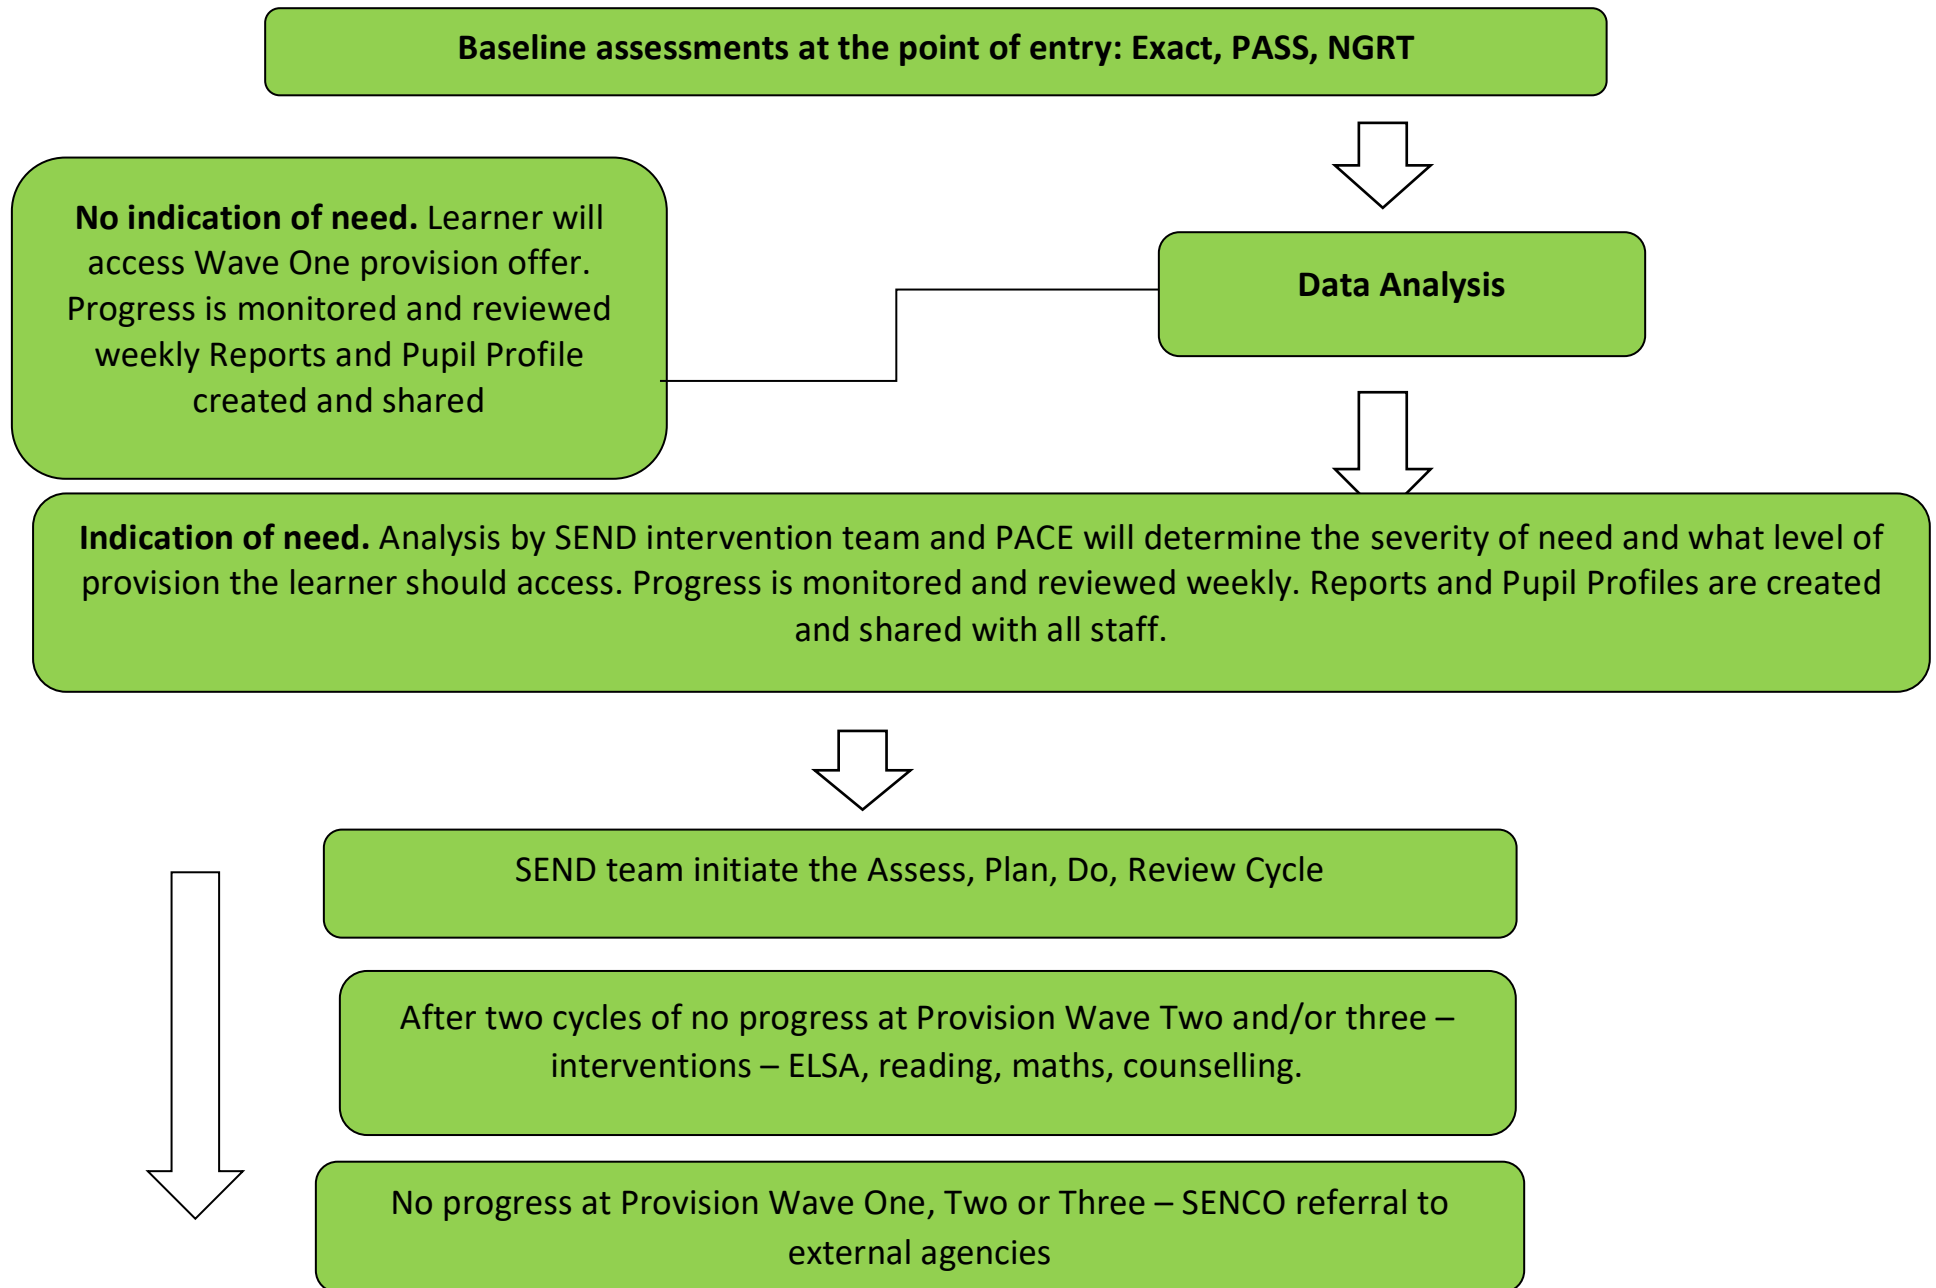 Baseline assessments at the point of entry: Exact, PASS, NGRT
No indication of need. Learner will
access Wave One provision offer.
Progress is monitored and reviewed
weekly Reports and Pupil Profile
created and shared
Data Analysis
Indication of need. Analysis by SEND intervention team and PACE will determine the severity of need and what level of
provision the learner should access. Progress is monitored and reviewed weekly. Reports and Pupil Profiles are created
and shared with all staff.
SEND team initiate the Assess, Plan, Do, Review Cycle
After two cycles of no progress at Provision Wave Two and/or three –
interventions – ELSA, reading, maths, counselling.
No progress at Provision Wave One, Two or Three – SENCO referral to
external agencies